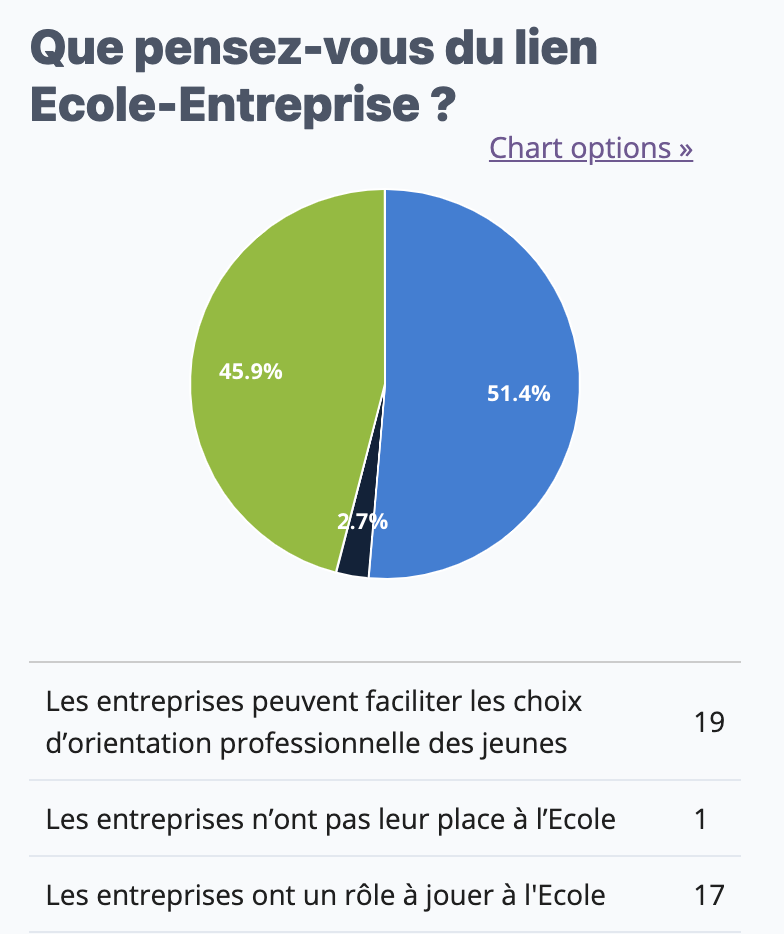 Que pensez-vous du lien
Ecole-Entreprise ?
Chart options »
45.9%
51.4%
2.7%
Les entreprises peuvent faciliter les choix
d’orientation professionnelle des jeunes
19
Les entreprises n’ont pas leur place à l’Ecole
1
Les entreprises ont un rôle à jouer à l'Ecole
17